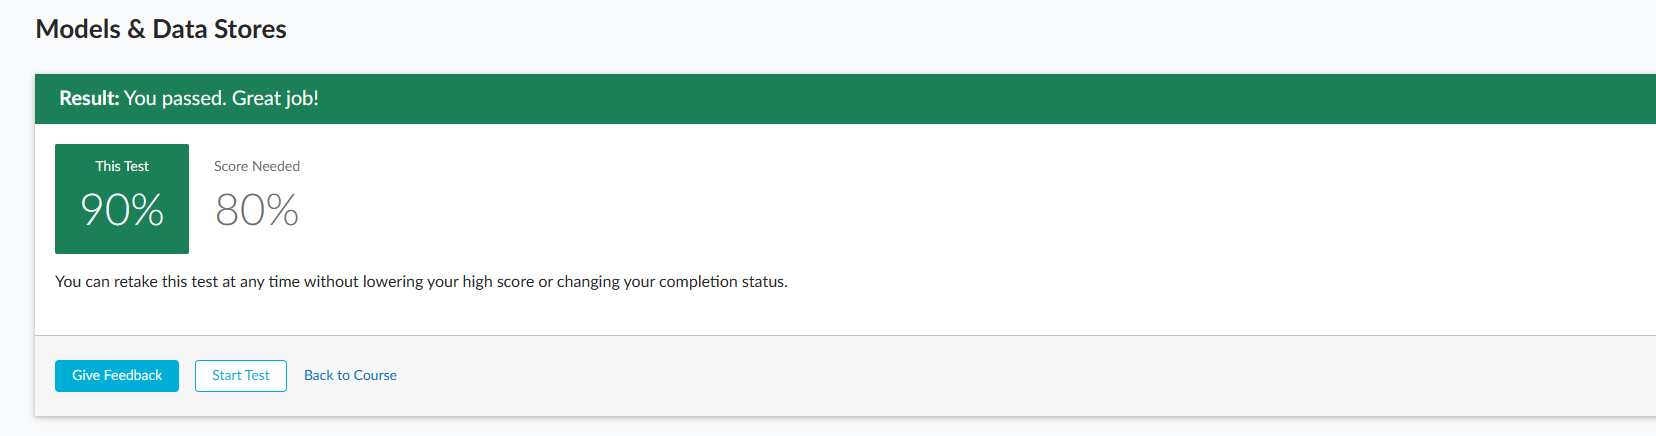 Models & Data Stores
Result: You passed. Great job!
This Test
90%
Score Needed
80%
You can retake this test at any time without lowering your high score or changing your completion status.
Give Feedback
Start Test
Back to Course